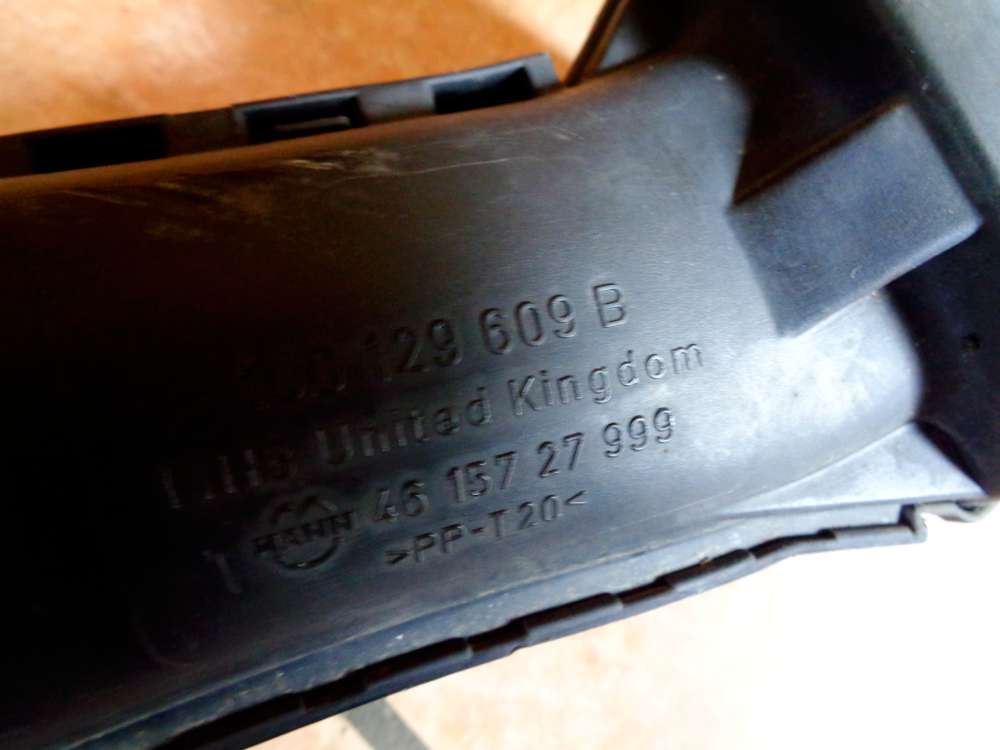 129 609 B
United Kingdom
MANN 46 157 27 999
>PP-T20<